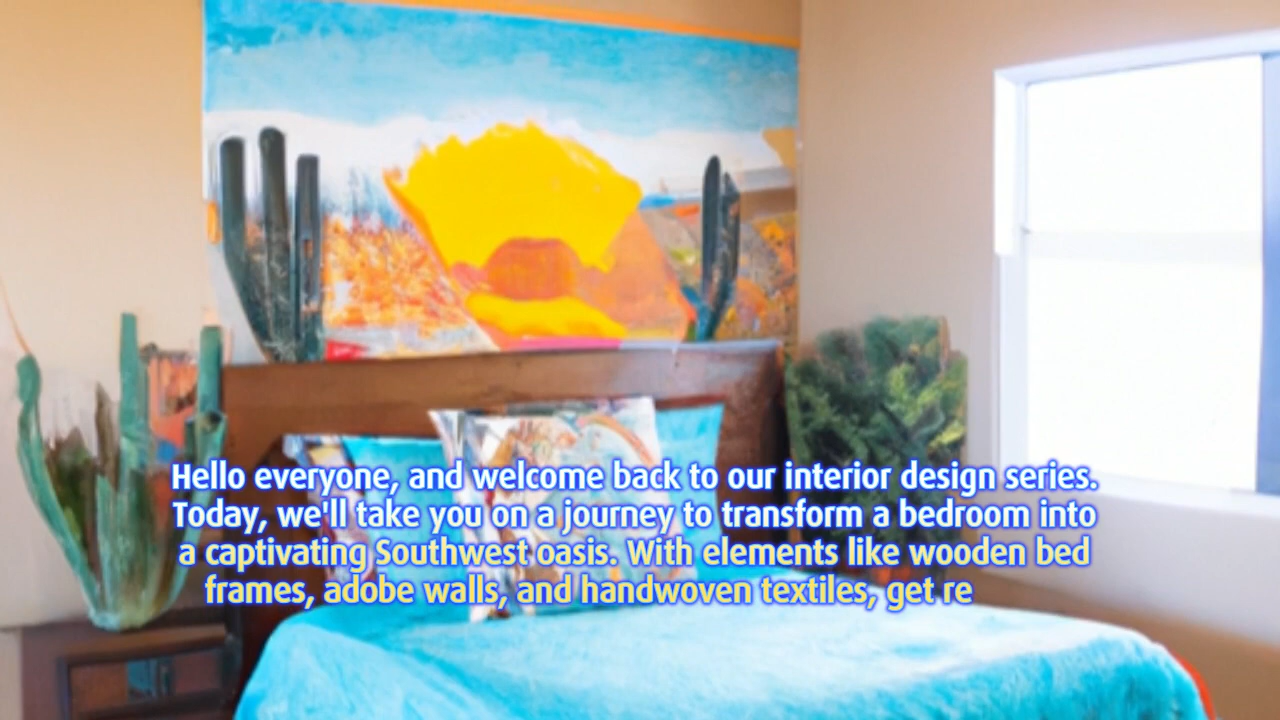 Hello everyone, and welcome back to our interior design series.
Today, we'll take you on a journey to transform a bedroom into
a captivating Southwest oasis. With elements like wooden bed
frames, adobe walls, and handwoven textiles, get re